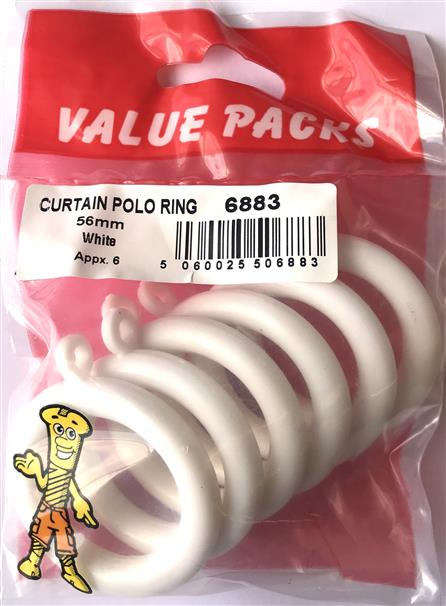 VALUE PACKS
CURTAIN POLO RING 6883
56mm
White
Appx. 6
5 060025 506883